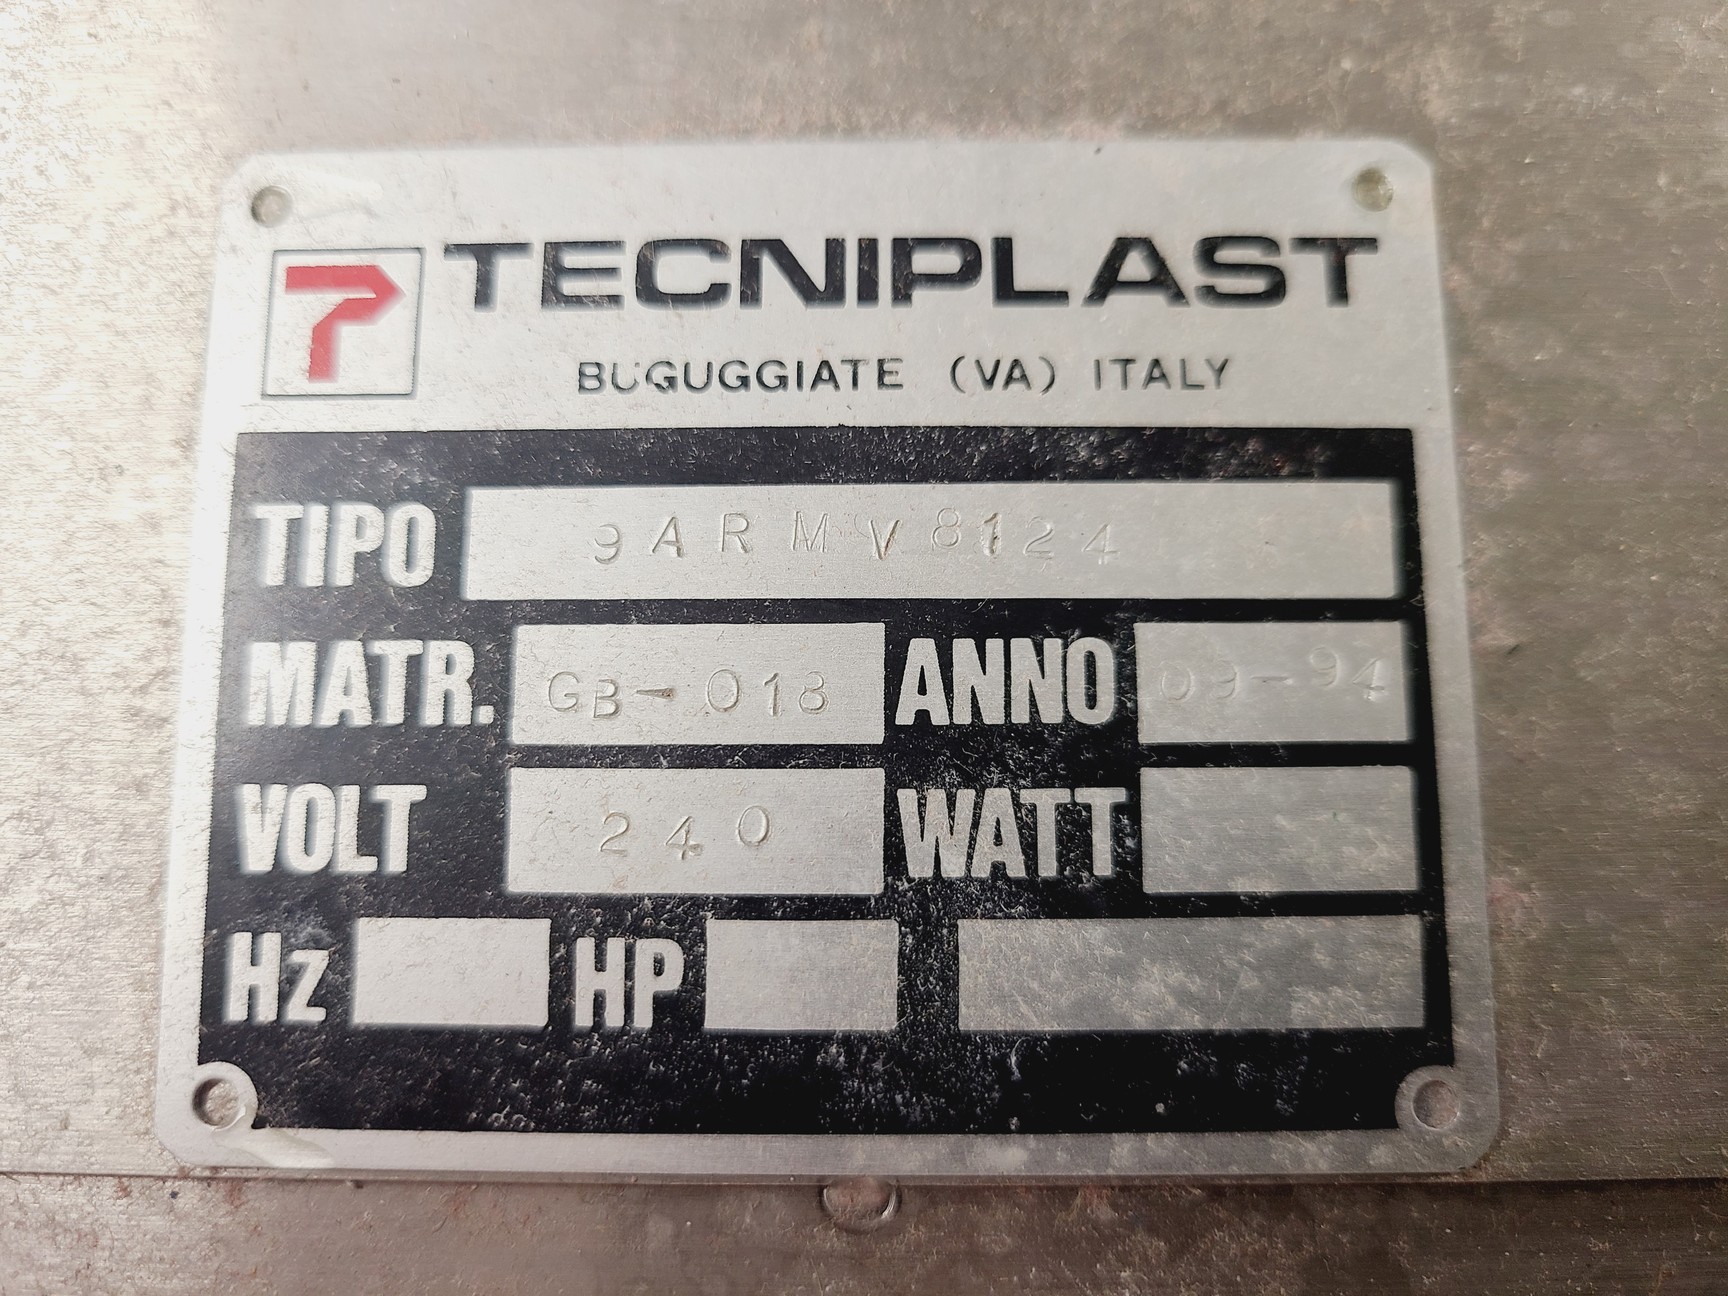 TECNIPLAST
BUGUGGIATE (VA) ITALY
TIPO 9ARMV8124
MATR. GB-018 ANNO 09-94
VOLT 240 WATT
Hz HP